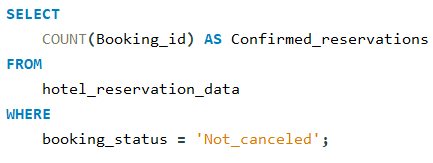 SELECT
    COUNT(Booking_id) AS Confirmed_reservations
FROM
    hotel_reservation_data
WHERE
    booking_status = 'Not_canceled';